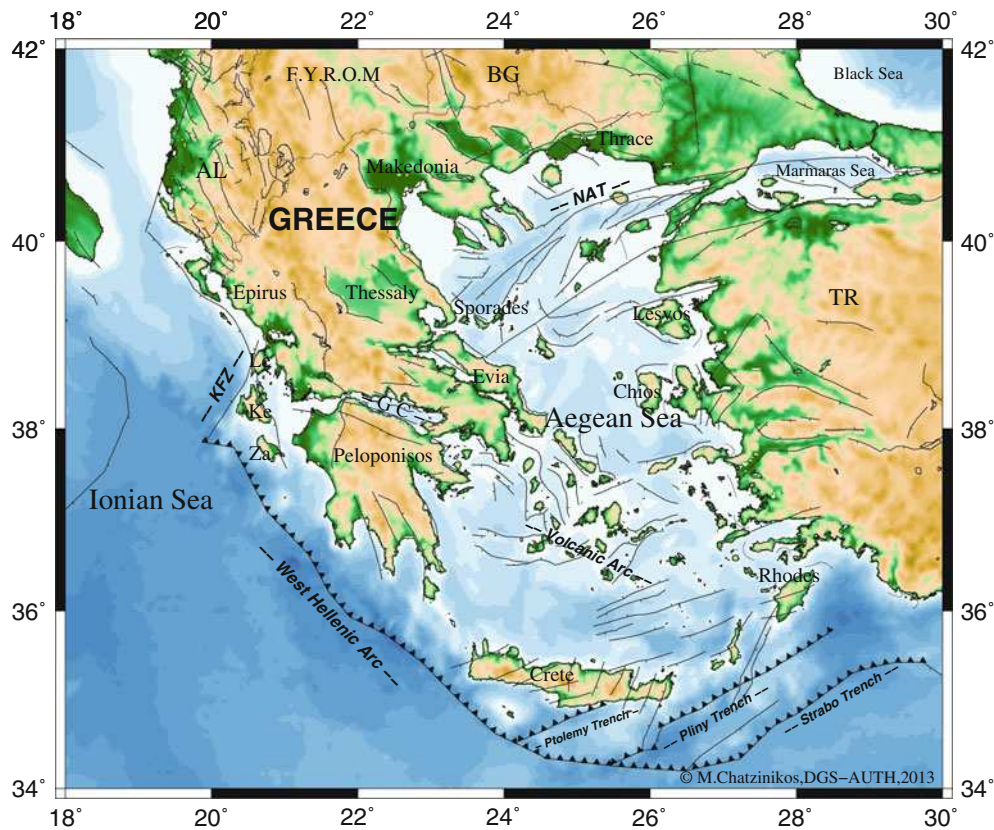 18° 20° 22° 24° 26° 28° 30°
42° 42°
F.Y.R.O.M BG Black Sea
Thrace
AL Makedonia Marmaras Sea
NAT
GREECE
40° 40°
Epirus Thessaly TR
Sporades Lesvos
Le
KFZ Evia
Chios
Ke G C
Aegean Sea
38° 38°
Za Peloponisos
Ionian Sea
Volcanic Arc
West Hellenic Arc
Rhodes
36° 36°
Crete
Ptolemy Trench
Pliny Trench
Strabo Trench
© M.Chatzinikos,DGS−AUTH,2013
34° 34°
18° 20° 22° 24° 26° 28° 30°